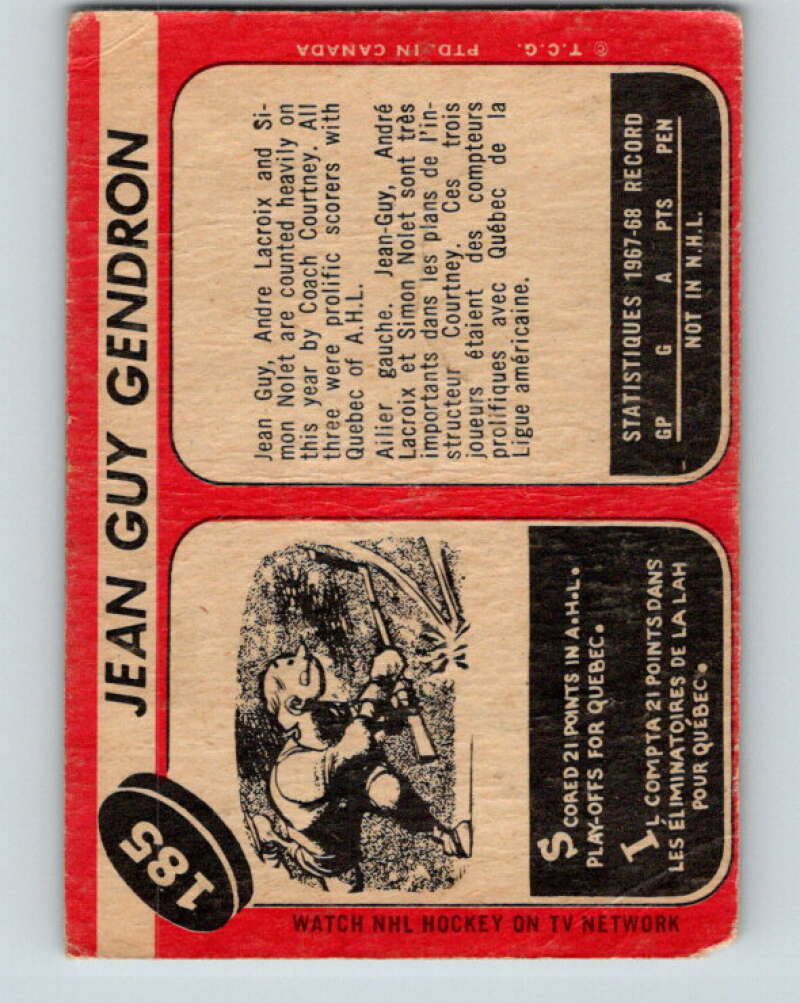 JEAN GUY GENDRON
185
Jean Guy, Andre Lacroix and Si-
mon Nolet are counted heavily on
this year by Coach Courtney. All
three were prolific scorers with
Quebec of A.H.L.
Ailier gauche. Jean-Guy, André
Lacroix et Simon Nolet sont très
importants dans les plans de l'in-
structeur Courtney. Ces trois
joueurs étaient des compteurs
prolifiques avec Québec de la
Ligue américaine.
STATISTIQUES 1967-68 RECORD
GP G A PTS PEN
NOT IN N.H.L.
SCORED 21 POINTS IN A.H.L.
PLAY-OFFS FOR QUEBEC.
IL COMPTA 21 POINTS DANS
LES ÉLIMINATOIRES DE LA LAH
POUR QUÉBEC.
WATCH NHL HOCKEY ON TV NETWORK
© T.C.G. PTD. IN CANADA